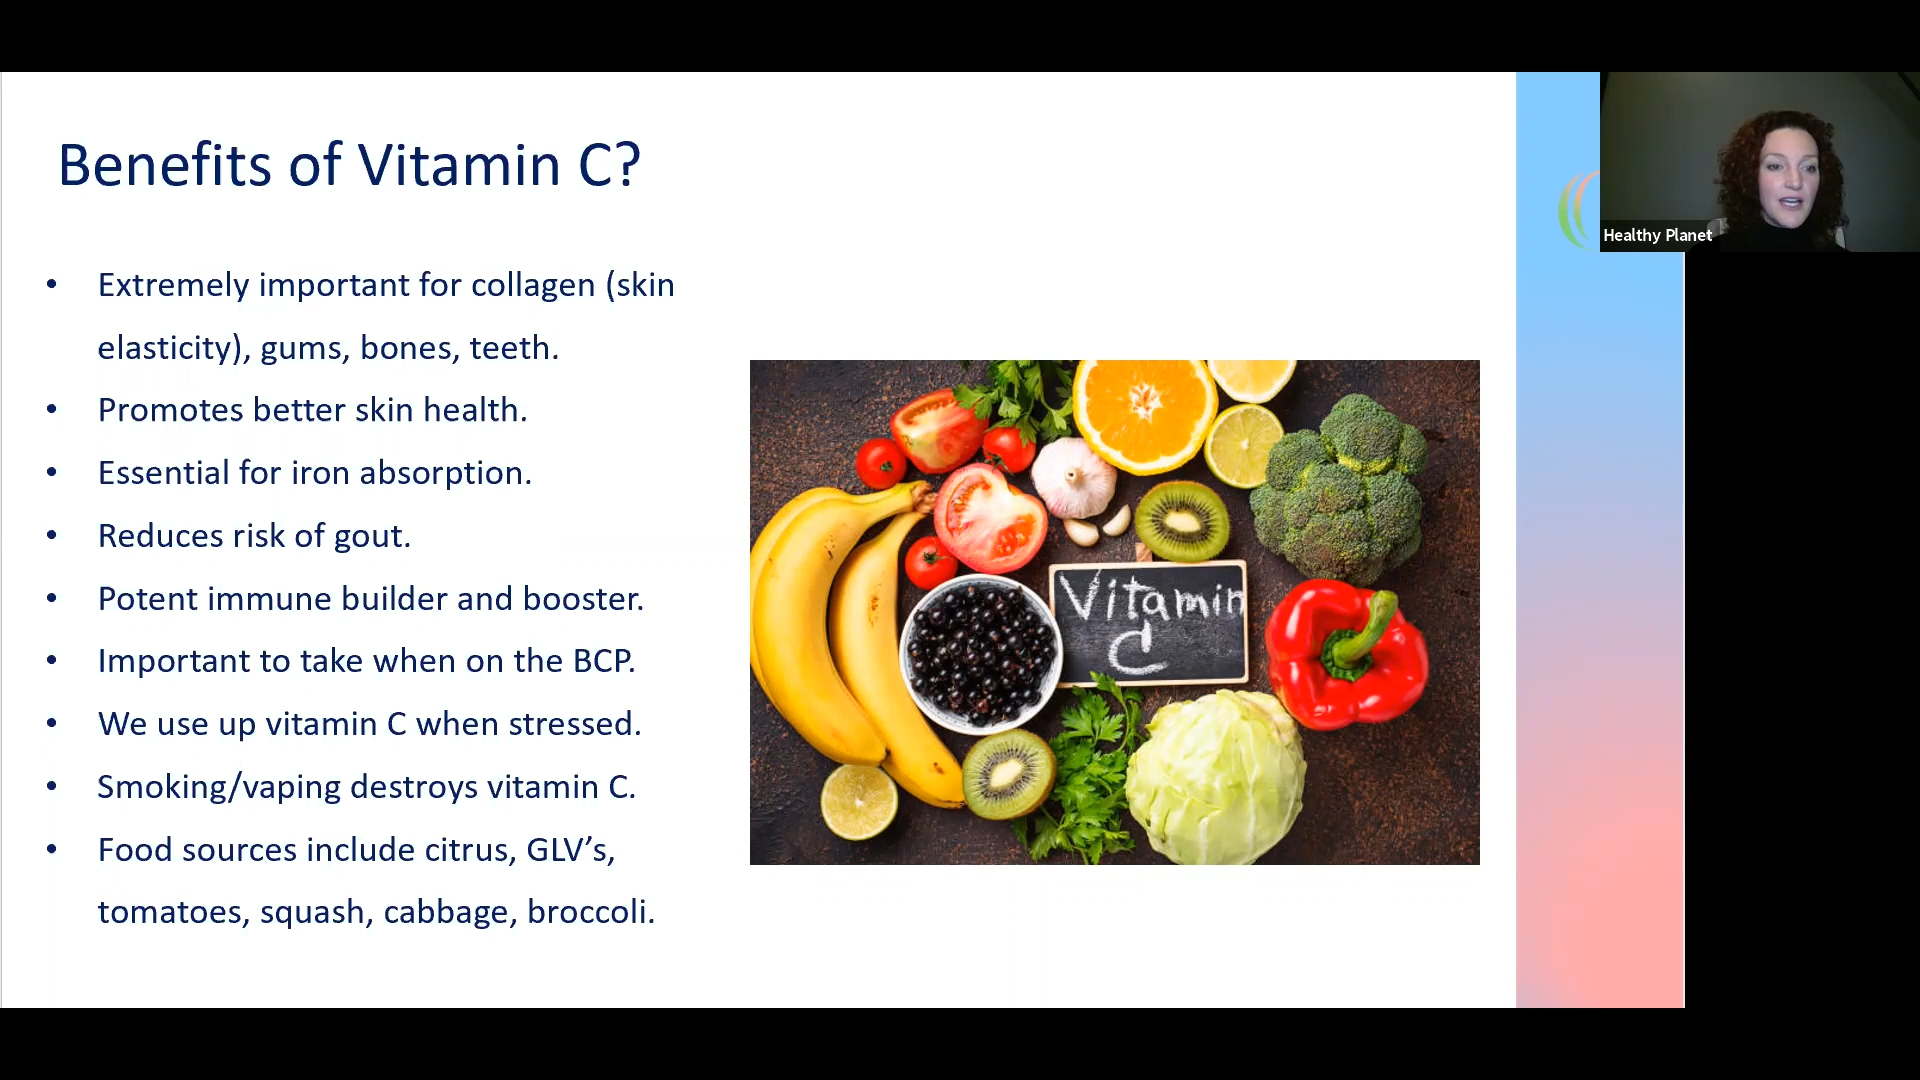 Benefits of Vitamin C?
• Extremely important for collagen (skin
elasticity), gums, bones, teeth.
• Promotes better skin health.
• Essential for iron absorption.
• Reduces risk of gout.
• Potent immune builder and booster.
• Important to take when on the BCP.
• We use up vitamin C when stressed.
• Smoking/vaping destroys vitamin C.
• Food sources include citrus, GLV’s,
tomatoes, squash, cabbage, broccoli.
Vitamin
C
Healthy Planet